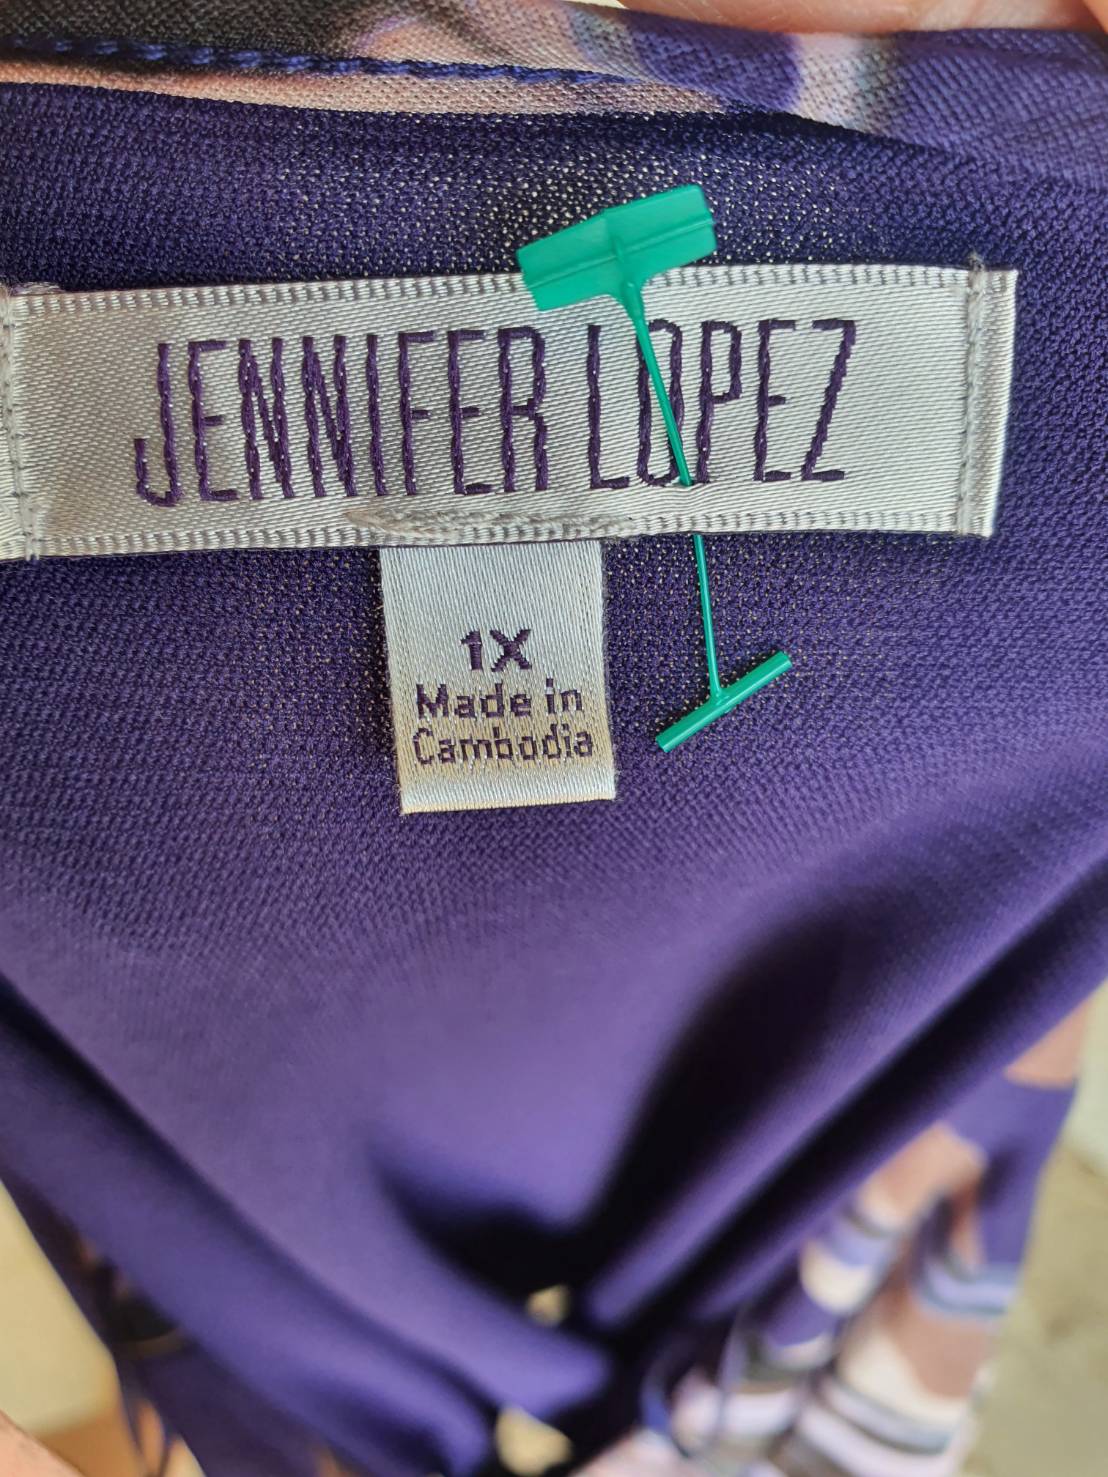 JENNIFER LOPEZ
1X
Made in
Cambodia